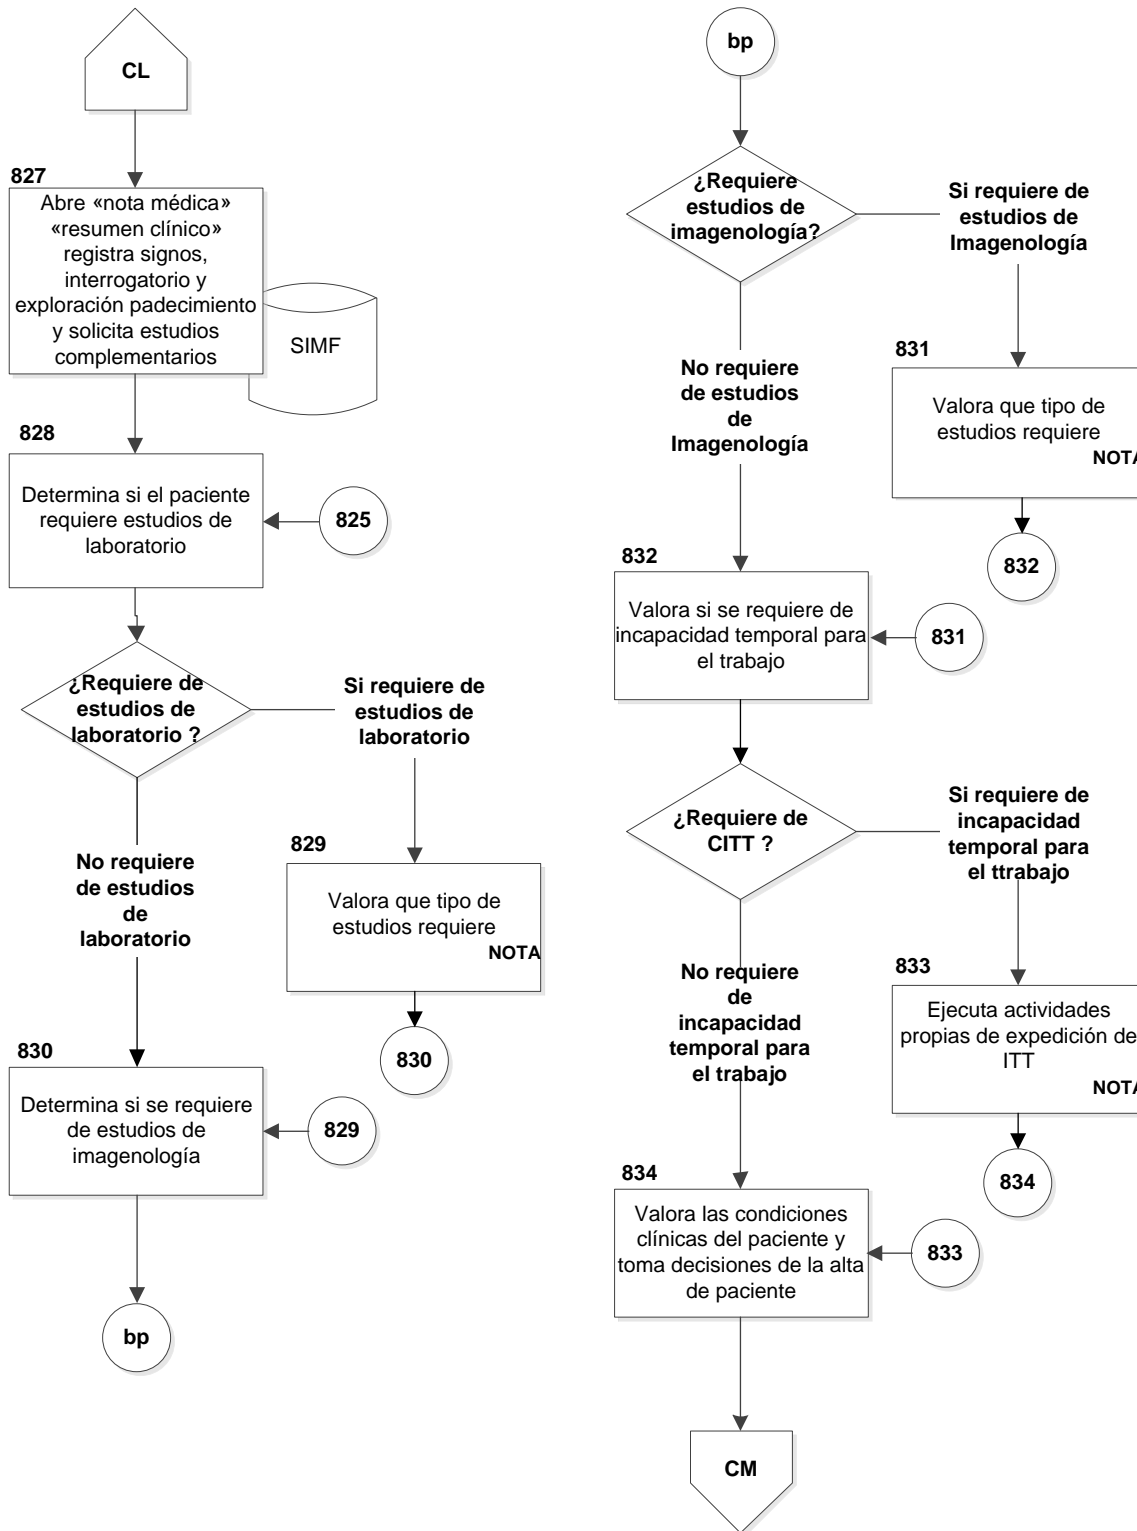 CL
827
Abre «nota médica»
«resumen clínico»
registra signos,
interrogatorio y
exploración padecimiento
y solicita estudios
complementarios
SIMF
828
Determina si el paciente
requiere estudios de
laboratorio
825
¿Requiere de
estudios de
laboratorio ?
Si requiere de
estudios de
laboratorio
No requiere
de estudios
de
laboratorio
829
Valora que tipo de
estudios requiere
NOTA
830
830
Determina si se requiere
de estudios de
imagenología
829
bp
bp
¿Requiere
estudios de
imagenología?
Si requiere de
estudios de
Imagenología
No requiere
de estudios
de
Imagenología
831
Valora que tipo de
estudios requiere
NOTA
832
832
Valora si se requiere de
incapacidad temporal para
el trabajo
831
¿Requiere de
CITT ?
Si requiere de
incapacidad
temporal para
el ttrabajo
No requiere
de
incapacidad
temporal para
el trabajo
833
Ejecuta actividades
propias de expedición de
ITT
NOTA
834
834
Valora las condiciones
clínicas del paciente y
toma decisiones de la alta
de paciente
833
CM